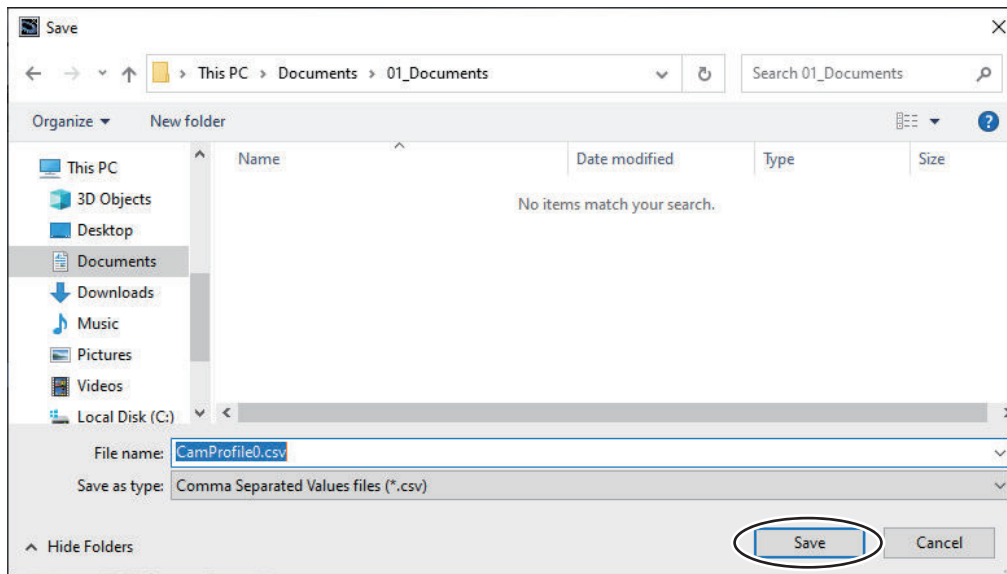 Save
This PC > Documents > 01_Documents
Search 01_Documents
Organize
New folder
Name
Date modified
Type
Size
No items match your search.
This PC
3D Objects
Desktop
Documents
Downloads
Music
Pictures
Videos
Local Disk (C:)
File name: CamProfile0.csv
Save as type: Comma Separated Values files (*.csv)
Hide Folders
Save
Cancel